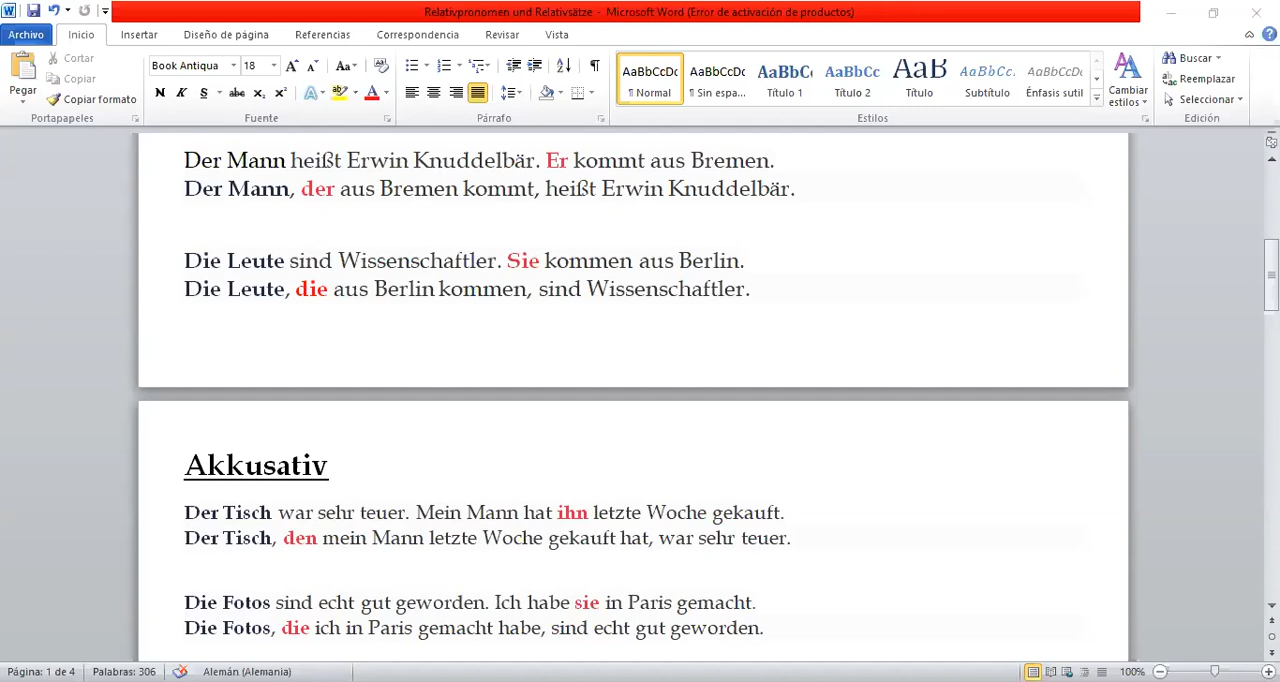 Relativpronomen und Relativsätze - Microsoft Word (Error de activación de productos)
Archivo Inicio Insertar Diseño de página Referencias Correspondencia Revisar Vista
Pegar
Cortar
Copiar
Copiar formato
Portapapeles
Book Antiqua 18
N K S abc x₂ x² A ab A
Fuente
Párrafo
AaBbCcDc AaBbCcDc AaBbC AaBbCc AaB AaBbCc. AaBbCcDc
¶ Normal ¶ Sin espa... Título 1 Título 2 Título Subtítulo Énfasis sutil
Estilos
Cambiar
estilos
Buscar
Reemplazar
Seleccionar
Edición
Der Mann heißt Erwin Knuddelbär. Er kommt aus Bremen.
Der Mann, der aus Bremen kommt, heißt Erwin Knuddelbär.
Die Leute sind Wissenschaftler. Sie kommen aus Berlin.
Die Leute, die aus Berlin kommen, sind Wissenschaftler.
Akkusativ
Der Tisch war sehr teuer. Mein Mann hat ihn letzte Woche gekauft.
Der Tisch, den mein Mann letzte Woche gekauft hat, war sehr teuer.
Die Fotos sind echt gut geworden. Ich habe sie in Paris gemacht.
Die Fotos, die ich in Paris gemacht habe, sind echt gut geworden.
Página: 1 de 4 Palabras: 306 Alemán (Alemania) 100%